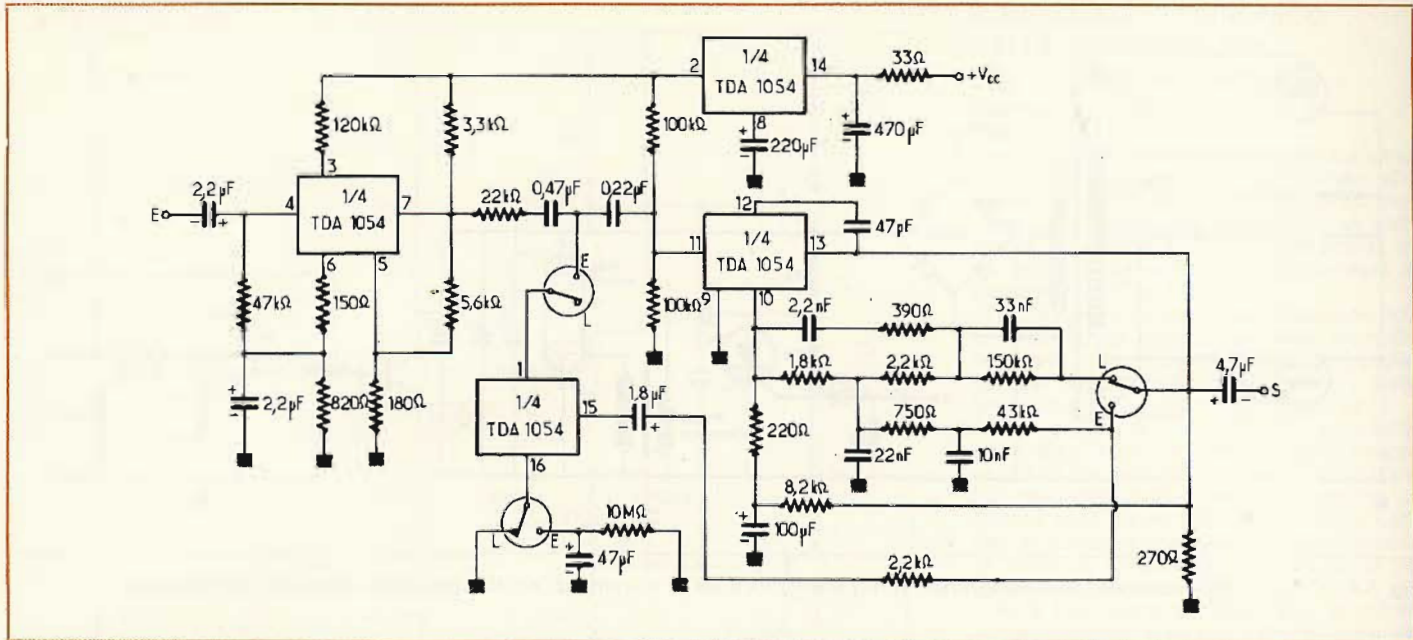 1/4
TDA 1054
2
14
8
33Ω
+Vcc
+
-
470µF
+
-
220µF
120kΩ
3,3kΩ
100kΩ
3
2,2µF
E
- +
4
1/4
TDA 1054
7
6
5
22kΩ
0,47µF
0,22µF
E
L
12
11
1/4
TDA 1054
13
9
10
47pF
47kΩ
150Ω
5,6kΩ
100kΩ
+
-
2,2µF
820Ω
180Ω
1
1/4
TDA 1054
15
16
1,8µF
- +
2,2nF
390Ω
33nF
1,8kΩ
2,2kΩ
150kΩ
L
E
4,7µF
+ -
S
220Ω
750Ω
43kΩ
22nF
10nF
8,2kΩ
+
-
100µF
L
E
10MΩ
+
-
47µF
2,2kΩ
270Ω